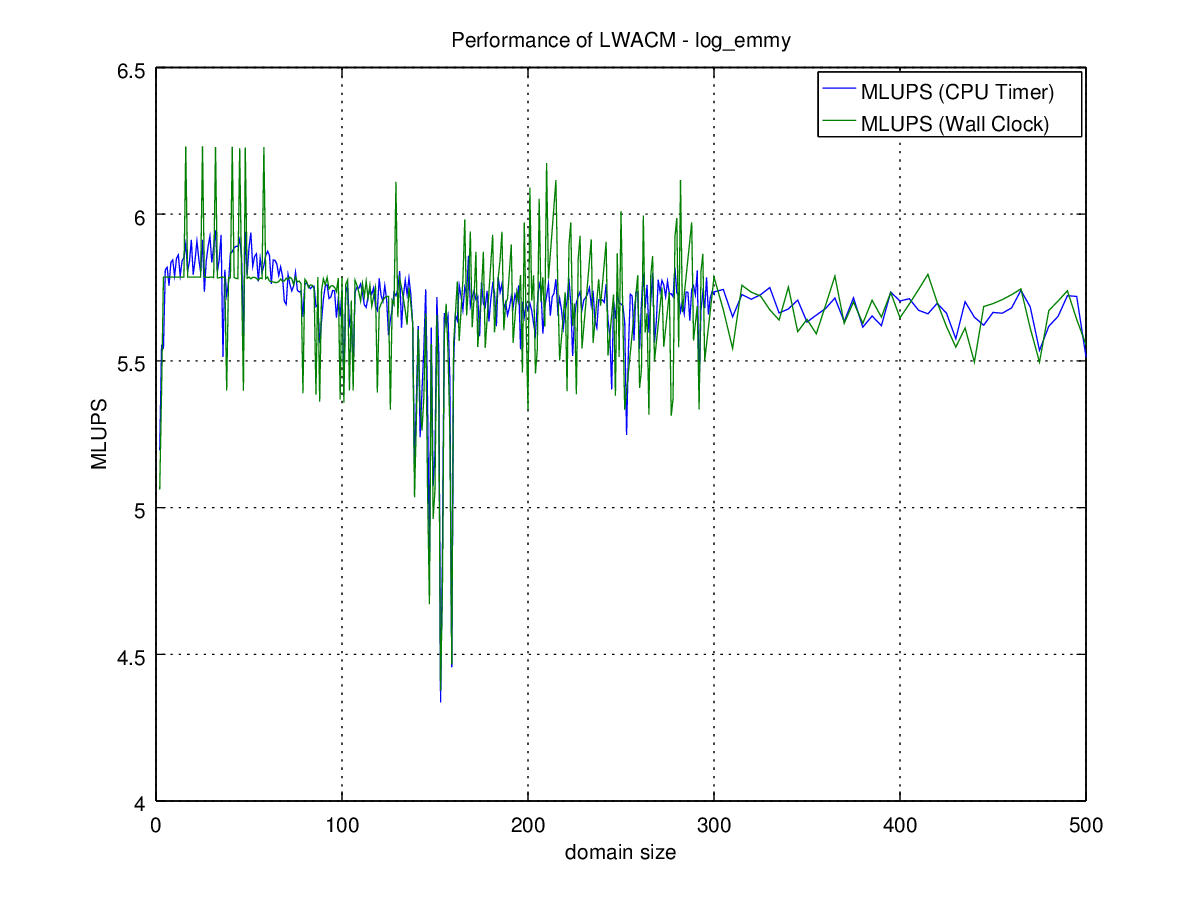 Performance of LWACM - log_emmy
6.5
MLUPS (CPU Timer)
MLUPS (Wall Clock)
6
5.5
MLUPS
5
4.5
4
0 100 200 300 400 500
domain size